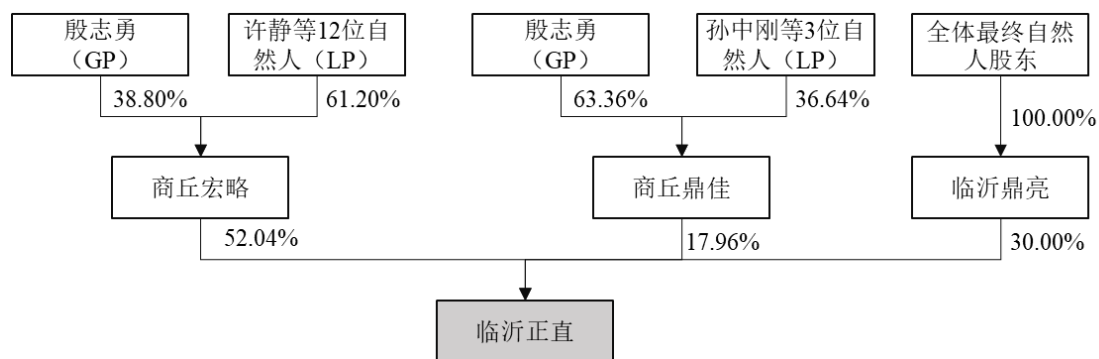 殷志勇
（GP）
许静等12位自
然人（LP）
殷志勇
（GP）
孙中刚等3位自
然人（LP）
全体最终自然
人股东
38.80%
61.20%
63.36%
36.64%
100.00%
商丘宏略
商丘鼎佳
临沂鼎亮
52.04%
17.96%
30.00%
临沂正直